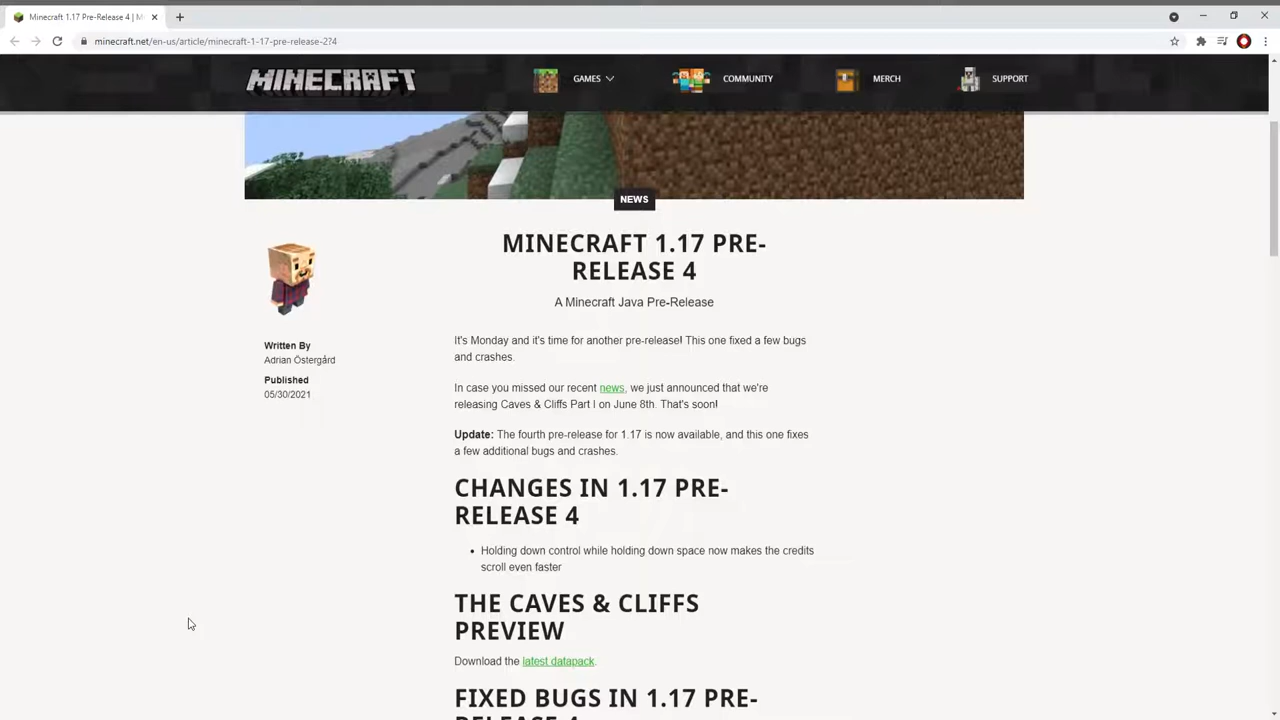 Minecraft 1.17 Pre-Release 4 | M
minecraft.net/en-us/article/minecraft-1-17-pre-release-274
MINECRAFT
GAMES
COMMUNITY
MERCH
SUPPORT
NEWS
MINECRAFT 1.17 PRE-
RELEASE 4
A Minecraft Java Pre-Release
Written By
Adrian Östergård
Published
05/30/2021
It's Monday and it's time for another pre-release! This one fixed a few bugs
and crashes.
In case you missed our recent news, we just announced that we're
releasing Caves & Cliffs Part I on June 8th. That's soon!
Update: The fourth pre-release for 1.17 is now available, and this one fixes
a few additional bugs and crashes.
CHANGES IN 1.17 PRE-
RELEASE 4
• Holding down control while holding down space now makes the credits
scroll even faster
THE CAVES & CLIFFS
PREVIEW
Download the latest datapack.
FIXED BUGS IN 1.17 PRE-
RELEASE 4